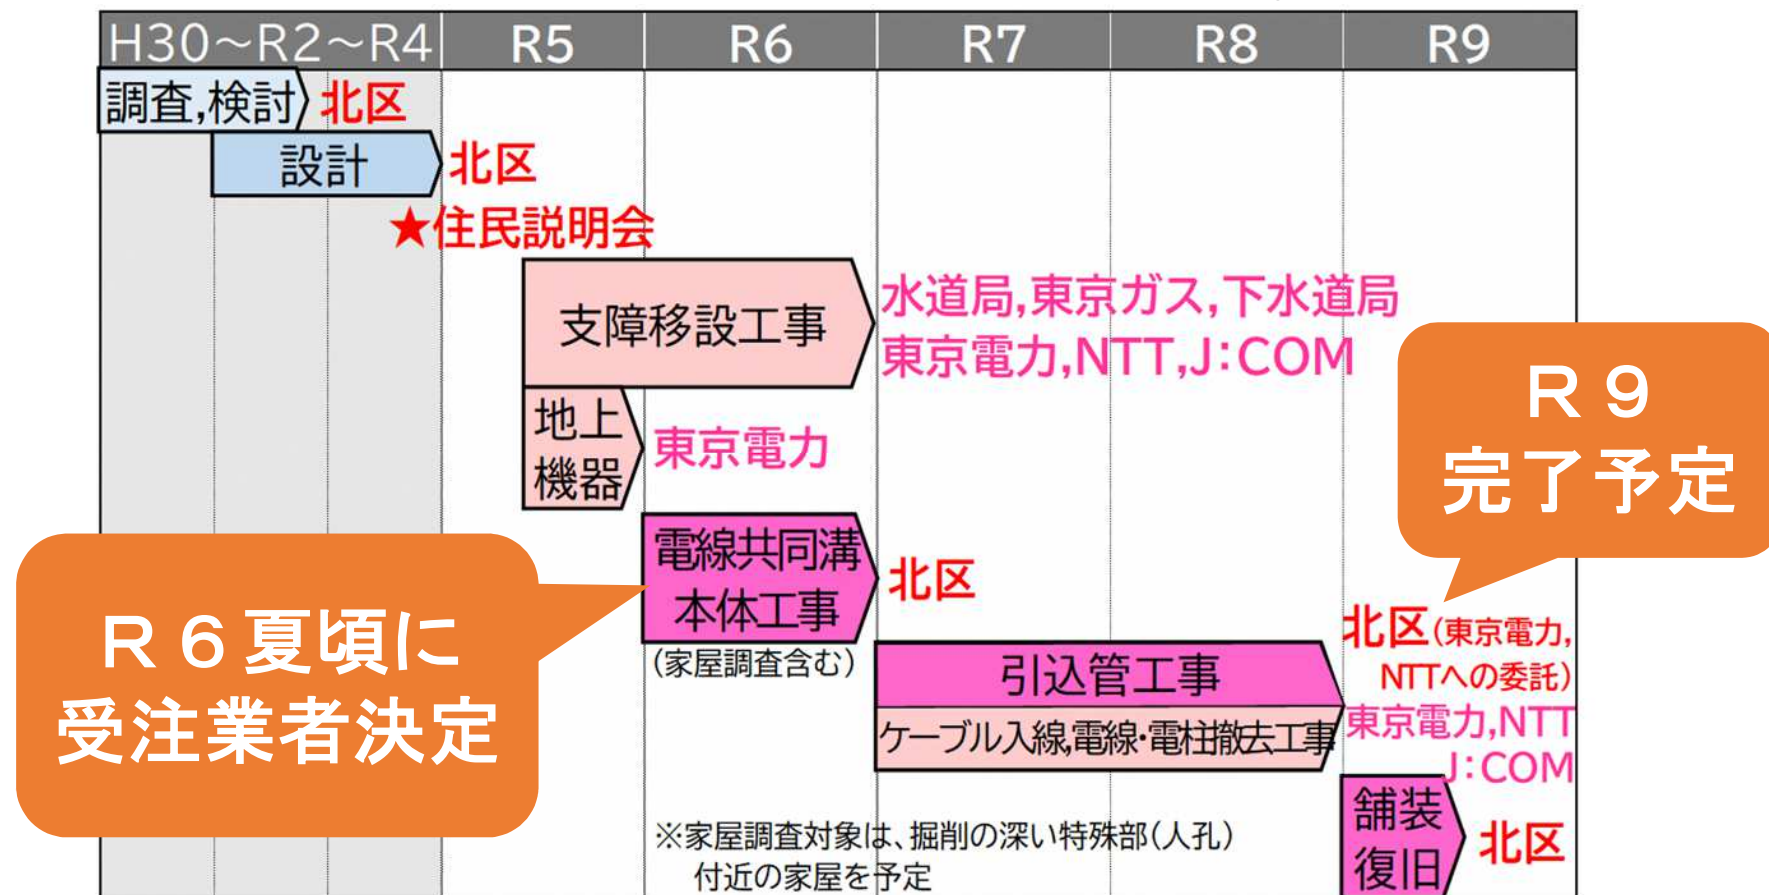 H30～R2～R4 R5 R6 R7 R8 R9
調査,検討 北区
設計 北区
★住民説明会
支障移設工事
水道局,東京ガス,下水道局
東京電力,NTT,J:COM
地上
機器
東京電力
R9
完了予定
電線共同溝
本体工事
(家屋調査含む)
北区
R6夏頃に
受注業者決定
引込管工事
ケーブル入線,電線・電柱撤去工事
北区(東京電力,
NTTへの委託)
東京電力,NTT
J:COM
舗装
復旧
北区
※家屋調査対象は、掘削の深い特殊部(人孔)
付近の家屋を予定